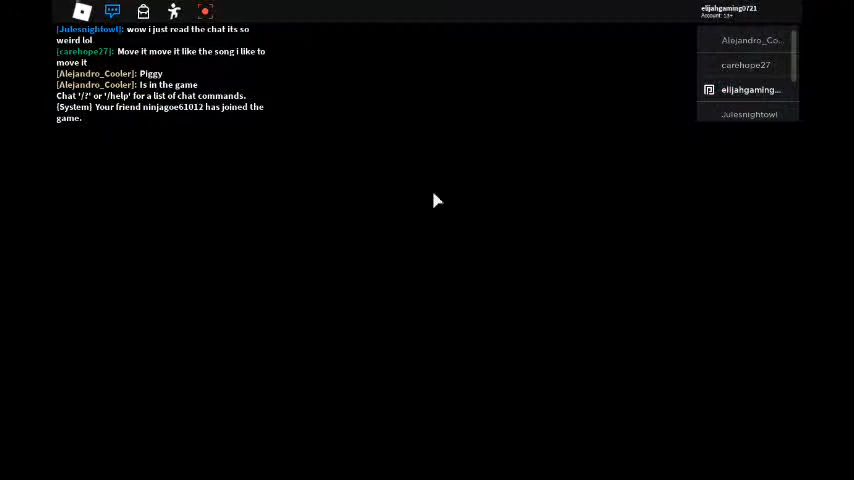 elijahgaming0721
Account: 13+
[Julesnightowl]: wow i just read the chat its so
weird lol
[carehope27]: Move it move it like the song i like to
move it
[Alejandro_Cooler]: Piggy
[Alejandro_Cooler]: Is in the game
Chat '/?' or '/help' for a list of chat commands.
{System} Your friend ninjagoe61012 has joined the
game.
Alejandro_Co...
carehope27
elijahgaming...
Julesnightowl